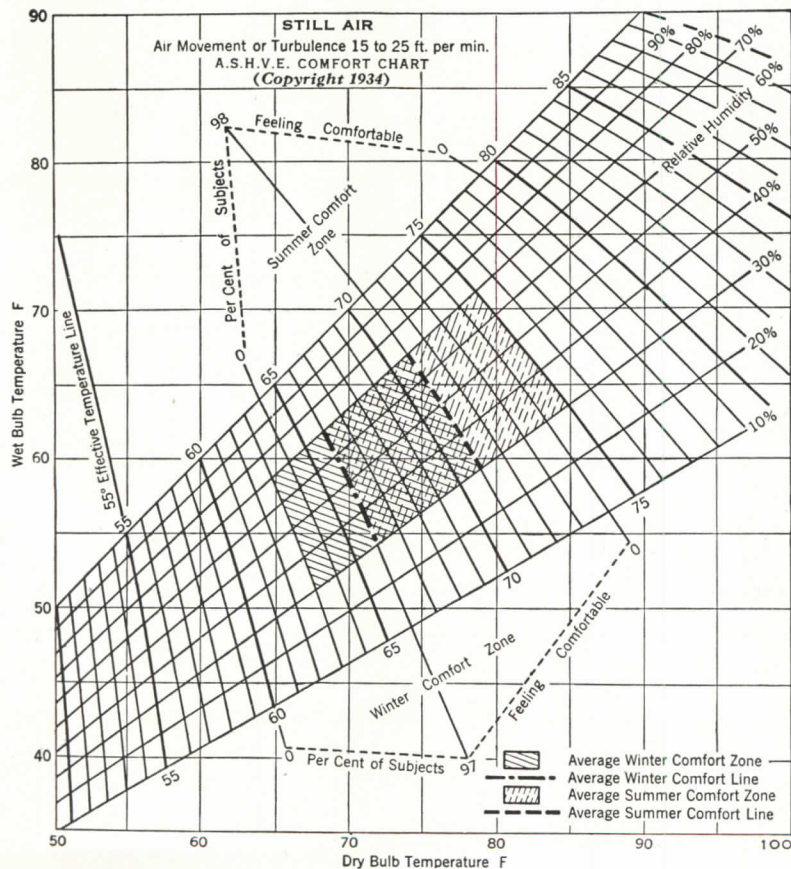 STILL AIR
Air Movement or Turbulence 15 to 25 ft. per min.
A.S.H.V.E. COMFORT CHART
(Copyright 1934)
90
80
70
60
50
40
Wet Bulb Temperature F
50
60
70
80
90
100
Dry Bulb Temperature F
98
Feeling Comfortable
0
Per Cent of Subjects
0
Summer Comfort
Zone
55° Effective Temperature Line
55
60
65
70
75
80
85
90%
80%
70%
60%
50%
40%
30%
20%
10%
Relative Humidity
55
60
65
70
75
0
Per Cent of Subjects
97
Feeling Comfortable
0
Winter Comfort Zone
Average Winter Comfort Zone
Average Winter Comfort Line
Average Summer Comfort Zone
Average Summer Comfort Line